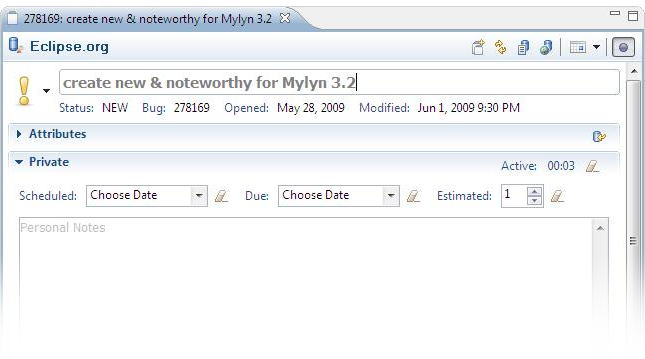 278169: create new & noteworthy for Mylyn 3.2
Eclipse.org
create new & noteworthy for Mylyn 3.2
Status: NEW Bug: 278169 Opened: May 28, 2009 Modified: Jun 1, 2009 9:30 PM
Attributes
Private
Active: 00:03
Scheduled: Choose Date Due: Choose Date Estimated: 1
Personal Notes